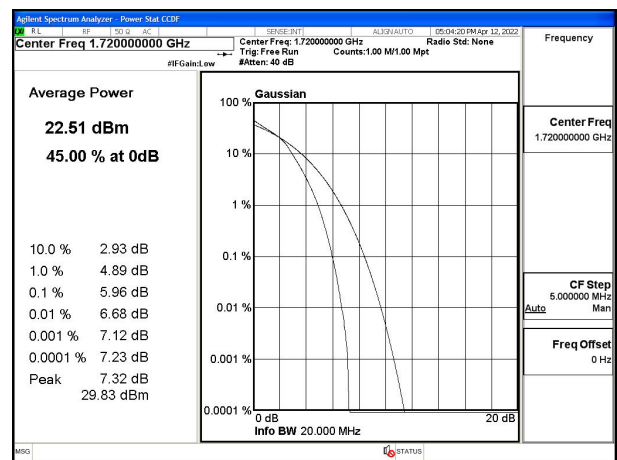 Agilent Spectrum Analyzer - Power Stat CCDF
LXI RL RF 50 Ω AC SENSE:INT ALIGN AUTO 05:04:20 PM Apr 12, 2022
Center Freq 1.720000000 GHz
Center Freq: 1.720000000 GHz Radio Std: None
Trig: Free Run Counts:1.00 M/1.00 Mpt
#IFGain:Low #Atten: 40 dB
Frequency
Average Power
22.51 dBm
45.00 % at 0dB
10.0 % 2.93 dB
1.0 % 4.89 dB
0.1 % 5.96 dB
0.01 % 6.68 dB
0.001 % 7.12 dB
0.0001 % 7.23 dB
Peak 7.32 dB
29.83 dBm
Gaussian
100 %
10 %
1 %
0.1 %
0.01 %
0.001 %
0.0001 %
0 dB 20 dB
Info BW 20.000 MHz
Center Freq
1.720000000 GHz
CF Step
5.000000 MHz
Auto Man
Freq Offset
0 Hz
MSG STATUS